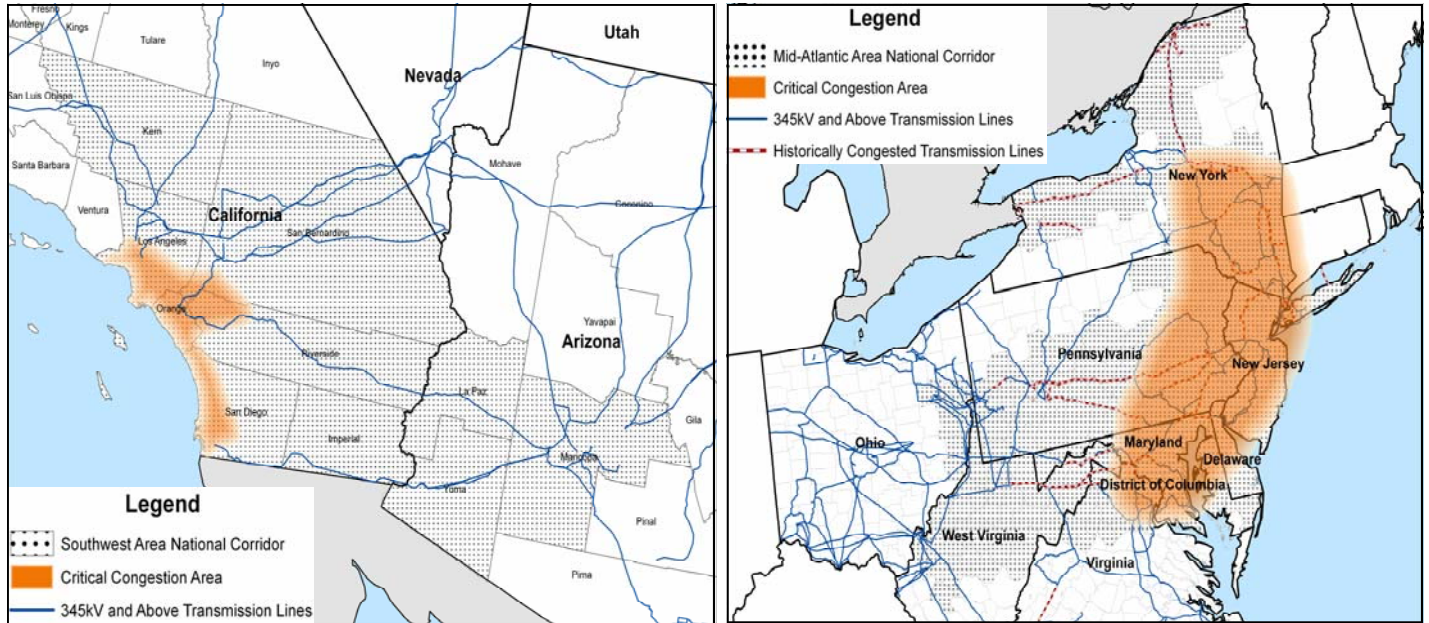 Fresno
Monterey
Kings
Tulare
Inyo
Utah
Nevada
San Luis Obispo
Kern
Mohave
Santa Barbara
Coconino
Ventura
California
Los Angeles
San Bernardino
Orange
Yavapai
Arizona
Riverside
La Paz
San Diego
Gila
Imperial
Maricopa
Yuma
Pinal
Pima
Legend
Southwest Area National Corridor
Critical Congestion Area
345kV and Above Transmission Lines
Legend
Mid-Atlantic Area National Corridor
Critical Congestion Area
345kV and Above Transmission Lines
Historically Congested Transmission Lines
New York
Pennsylvania
New Jersey
Ohio
Maryland
Delaware
District of Columbia
West Virginia
Virginia